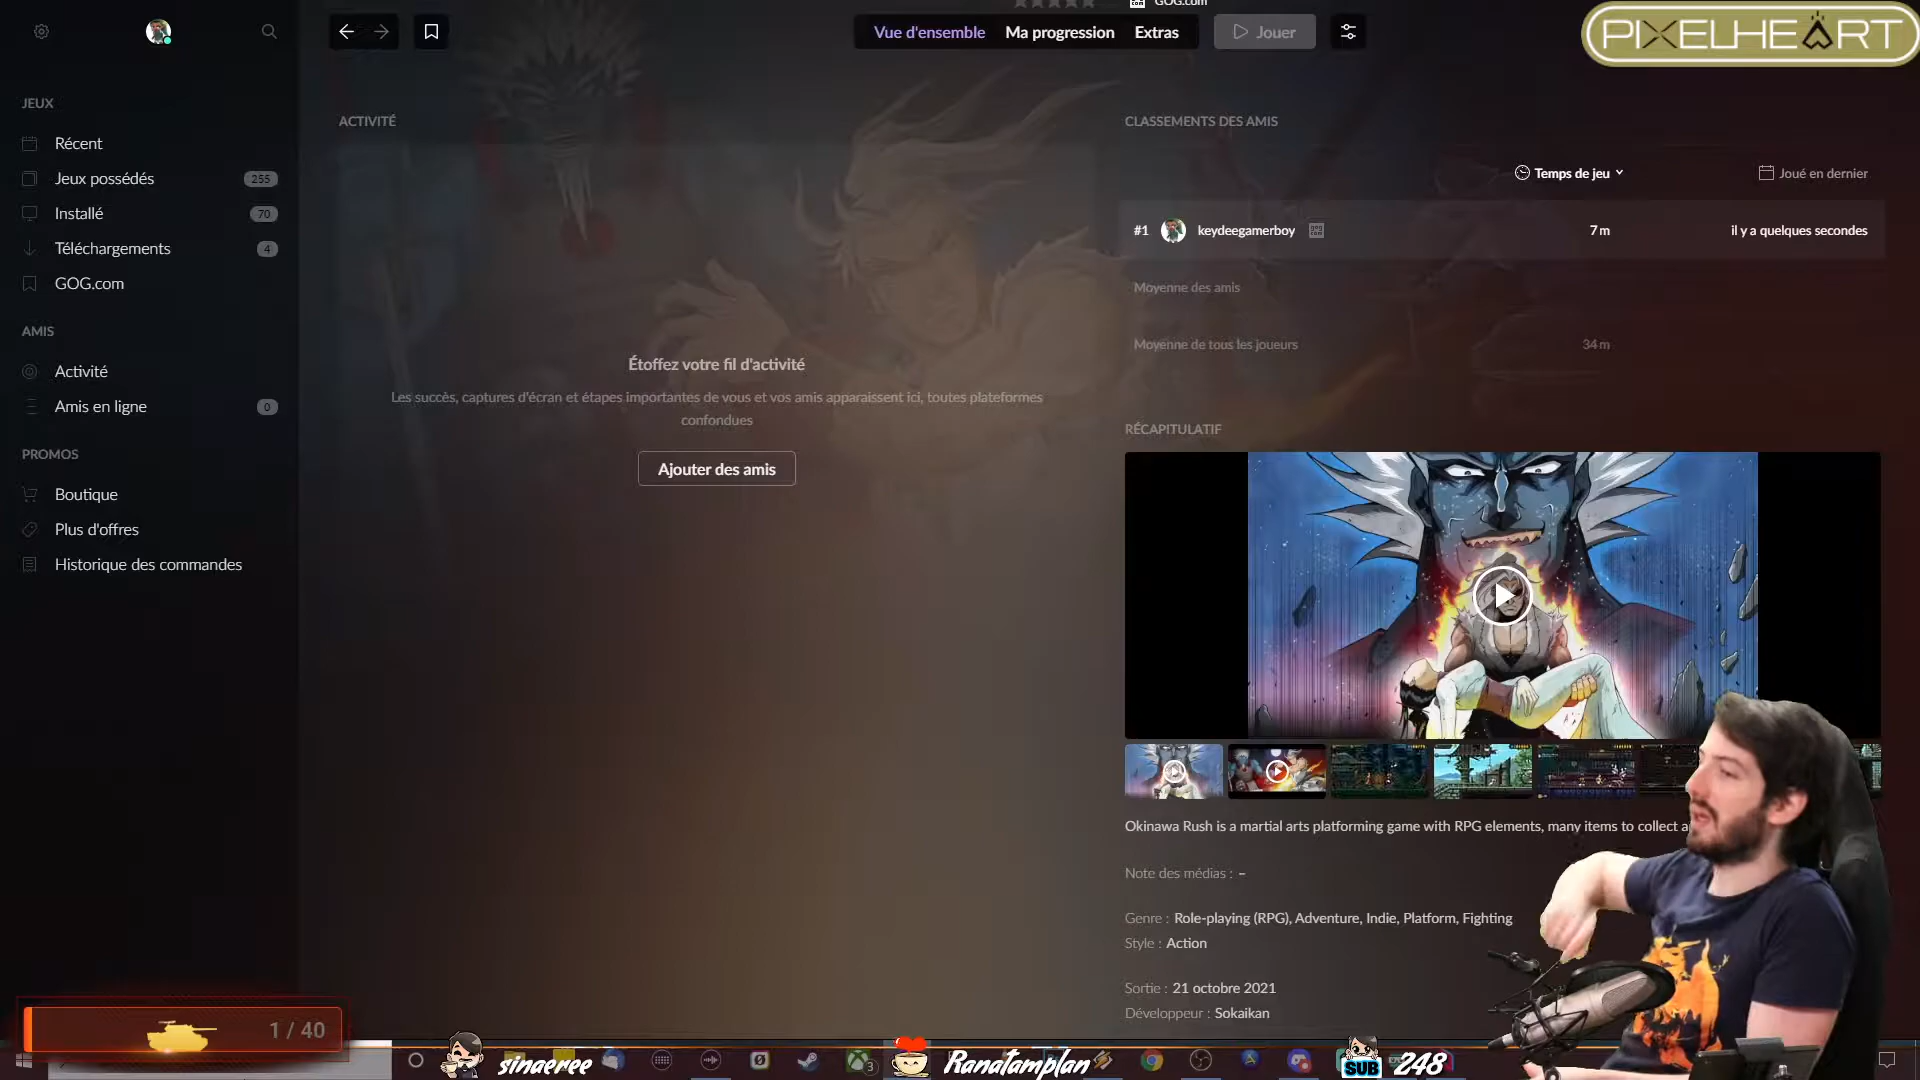 GOG.com
Vue d'ensemble
Ma progression
Extras
Jouer
PIXELHEART
JEUX
Récent
Jeux possédés
255
Installé
70
Téléchargements
4
GOG.com
AMIS
Activité
Amis en ligne
0
PROMOS
Boutique
Plus d'offres
Historique des commandes
ACTIVITÉ
Étoffez votre fil d'activité
Les succès, captures d'écran et étapes importantes de vous et vos amis apparaissent ici, toutes plateformes
confondues
Ajouter des amis
CLASSEMENTS DES AMIS
Temps de jeu
Joué en dernier
#1
keydeegamerboy
7 m
il y a quelques secondes
Moyenne des amis
Moyenne de tous les joueurs
34 m
RÉCAPITULATIF
Okinawa Rush is a martial arts platforming game with RPG elements, many items to collect
Note des médias : –
Genre : Role-playing (RPG), Adventure, Indie, Platform, Fighting
Style : Action
Sortie : 21 octobre 2021
Développeur : Sokaikan
1 / 40
sinaeree
3
Ranatamplan
SUB
248